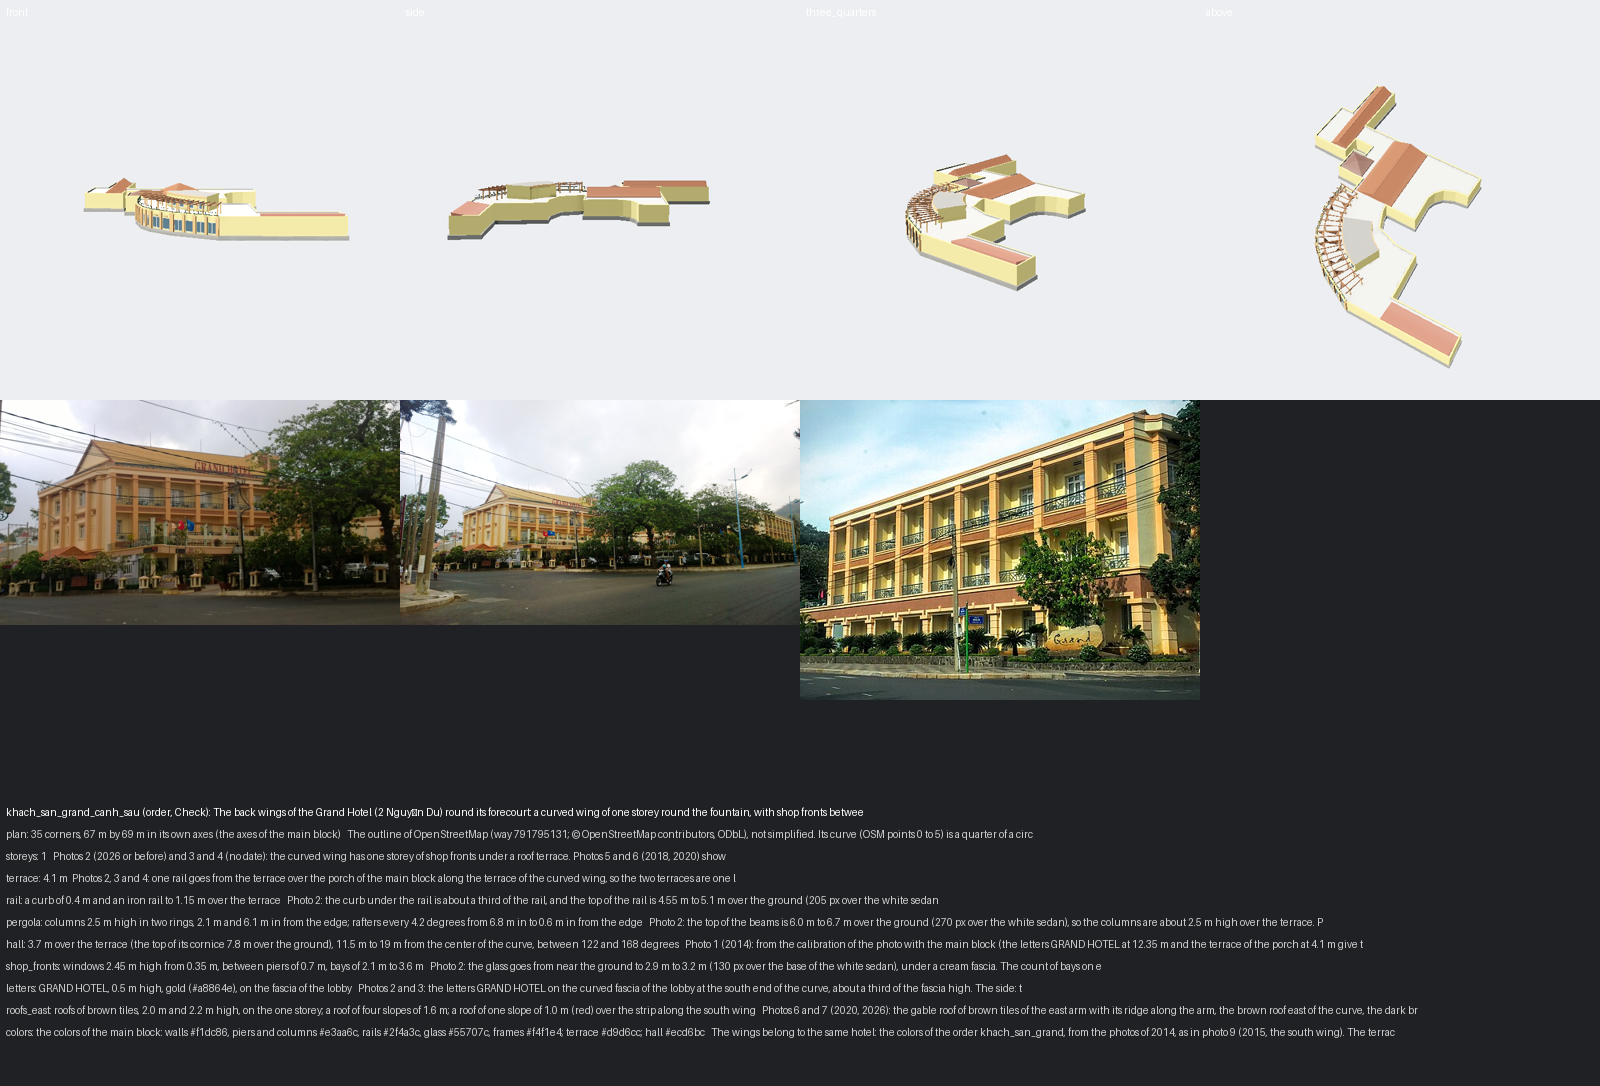 front
side
three_quarters
above
GRAND HOTEL
Grand
khach_san_grand_canh_sau (order, Check): The back wings of the Grand Hotel (2 Nguy n Du) round its forecourt: a curved wing of one storey round the fountain, with shop fronts betwee
plan: 35 corners, 67 m by 69 m in its own axes (the axes of the main block) The outline of OpenStreetMap (way 791795131; © OpenStreetMap contributors, ODbL), not simplified. Its curve (OSM points 0 to 5) is a quarter of a circ
storeys: 1 Photos 2 (2026 or before) and 3 and 4 (no date): the curved wing has one storey of shop fronts under a roof terrace. Photos 5 and 6 (2018, 2020) show
terrace: 4.1 m Photos 2, 3 and 4: one rail goes from the terrace over the porch of the main block along the terrace of the curved wing, so the two terraces are one l
rail: a curb of 0.4 m and an iron rail to 1.15 m over the terrace Photo 2: the curb under the rail is about a third of the rail, and the top of the rail is 4.55 m to 5.1 m over the ground (205 px over the white sedan
pergola: columns 2.5 m high in two rings, 2.1 m and 6.1 m in from the edge; rafters every 4.2 degrees from 6.8 m in to 0.6 m in from the edge Photo 2: the top of the beams is 6.0 m to 6.7 m over the ground (270 px over the white sedan), so the columns are about 2.5 m high over the terrace. P
hall: 3.7 m over the terrace (the top of its cornice 7.8 m over the ground), 11.5 m to 19 m from the center of the curve, between 122 and 168 degrees Photo 1 (2014): from the calibration of the photo with the main block (the letters GRAND HOTEL at 12.35 m and the terrace of the porch at 4.1 m give t
shop_fronts: windows 2.45 m high from 0.35 m, between piers of 0.7 m, bays of 2.1 m to 3.6 m Photo 2: the glass goes from near the ground to 2.9 m to 3.2 m (130 px over the base of the white sedan), under a cream fascia. The count of bays on e
letters: GRAND HOTEL, 0.5 m high, gold (#a8864e), on the fascia of the lobby Photos 2 and 3: the letters GRAND HOTEL on the curved fascia of the lobby at the south end of the curve, about a third of the fascia high. The side: t
roofs_east: roofs of brown tiles, 2.0 m and 2.2 m high, on the one storey; a roof of four slopes of 1.6 m; a roof of one slope of 1.0 m (red) over the strip along the south wing Photos 6 and 7 (2020, 2026): the gable roof of brown tiles of the east arm with its ridge along the arm, the brown roof east of the curve, the dark br
colors: the colors of the main block: walls #f1dc86, piers and columns #e3aa6c, rails #2f4a3c, glass #55707c, frames #f4f1e4; terrace #d9d6cc; hall #ecd6bc The wings belong to the same hotel: the colors of the order khach_san_grand, from the photos of 2014, as in photo 9 (2015, the south wing). The terrac